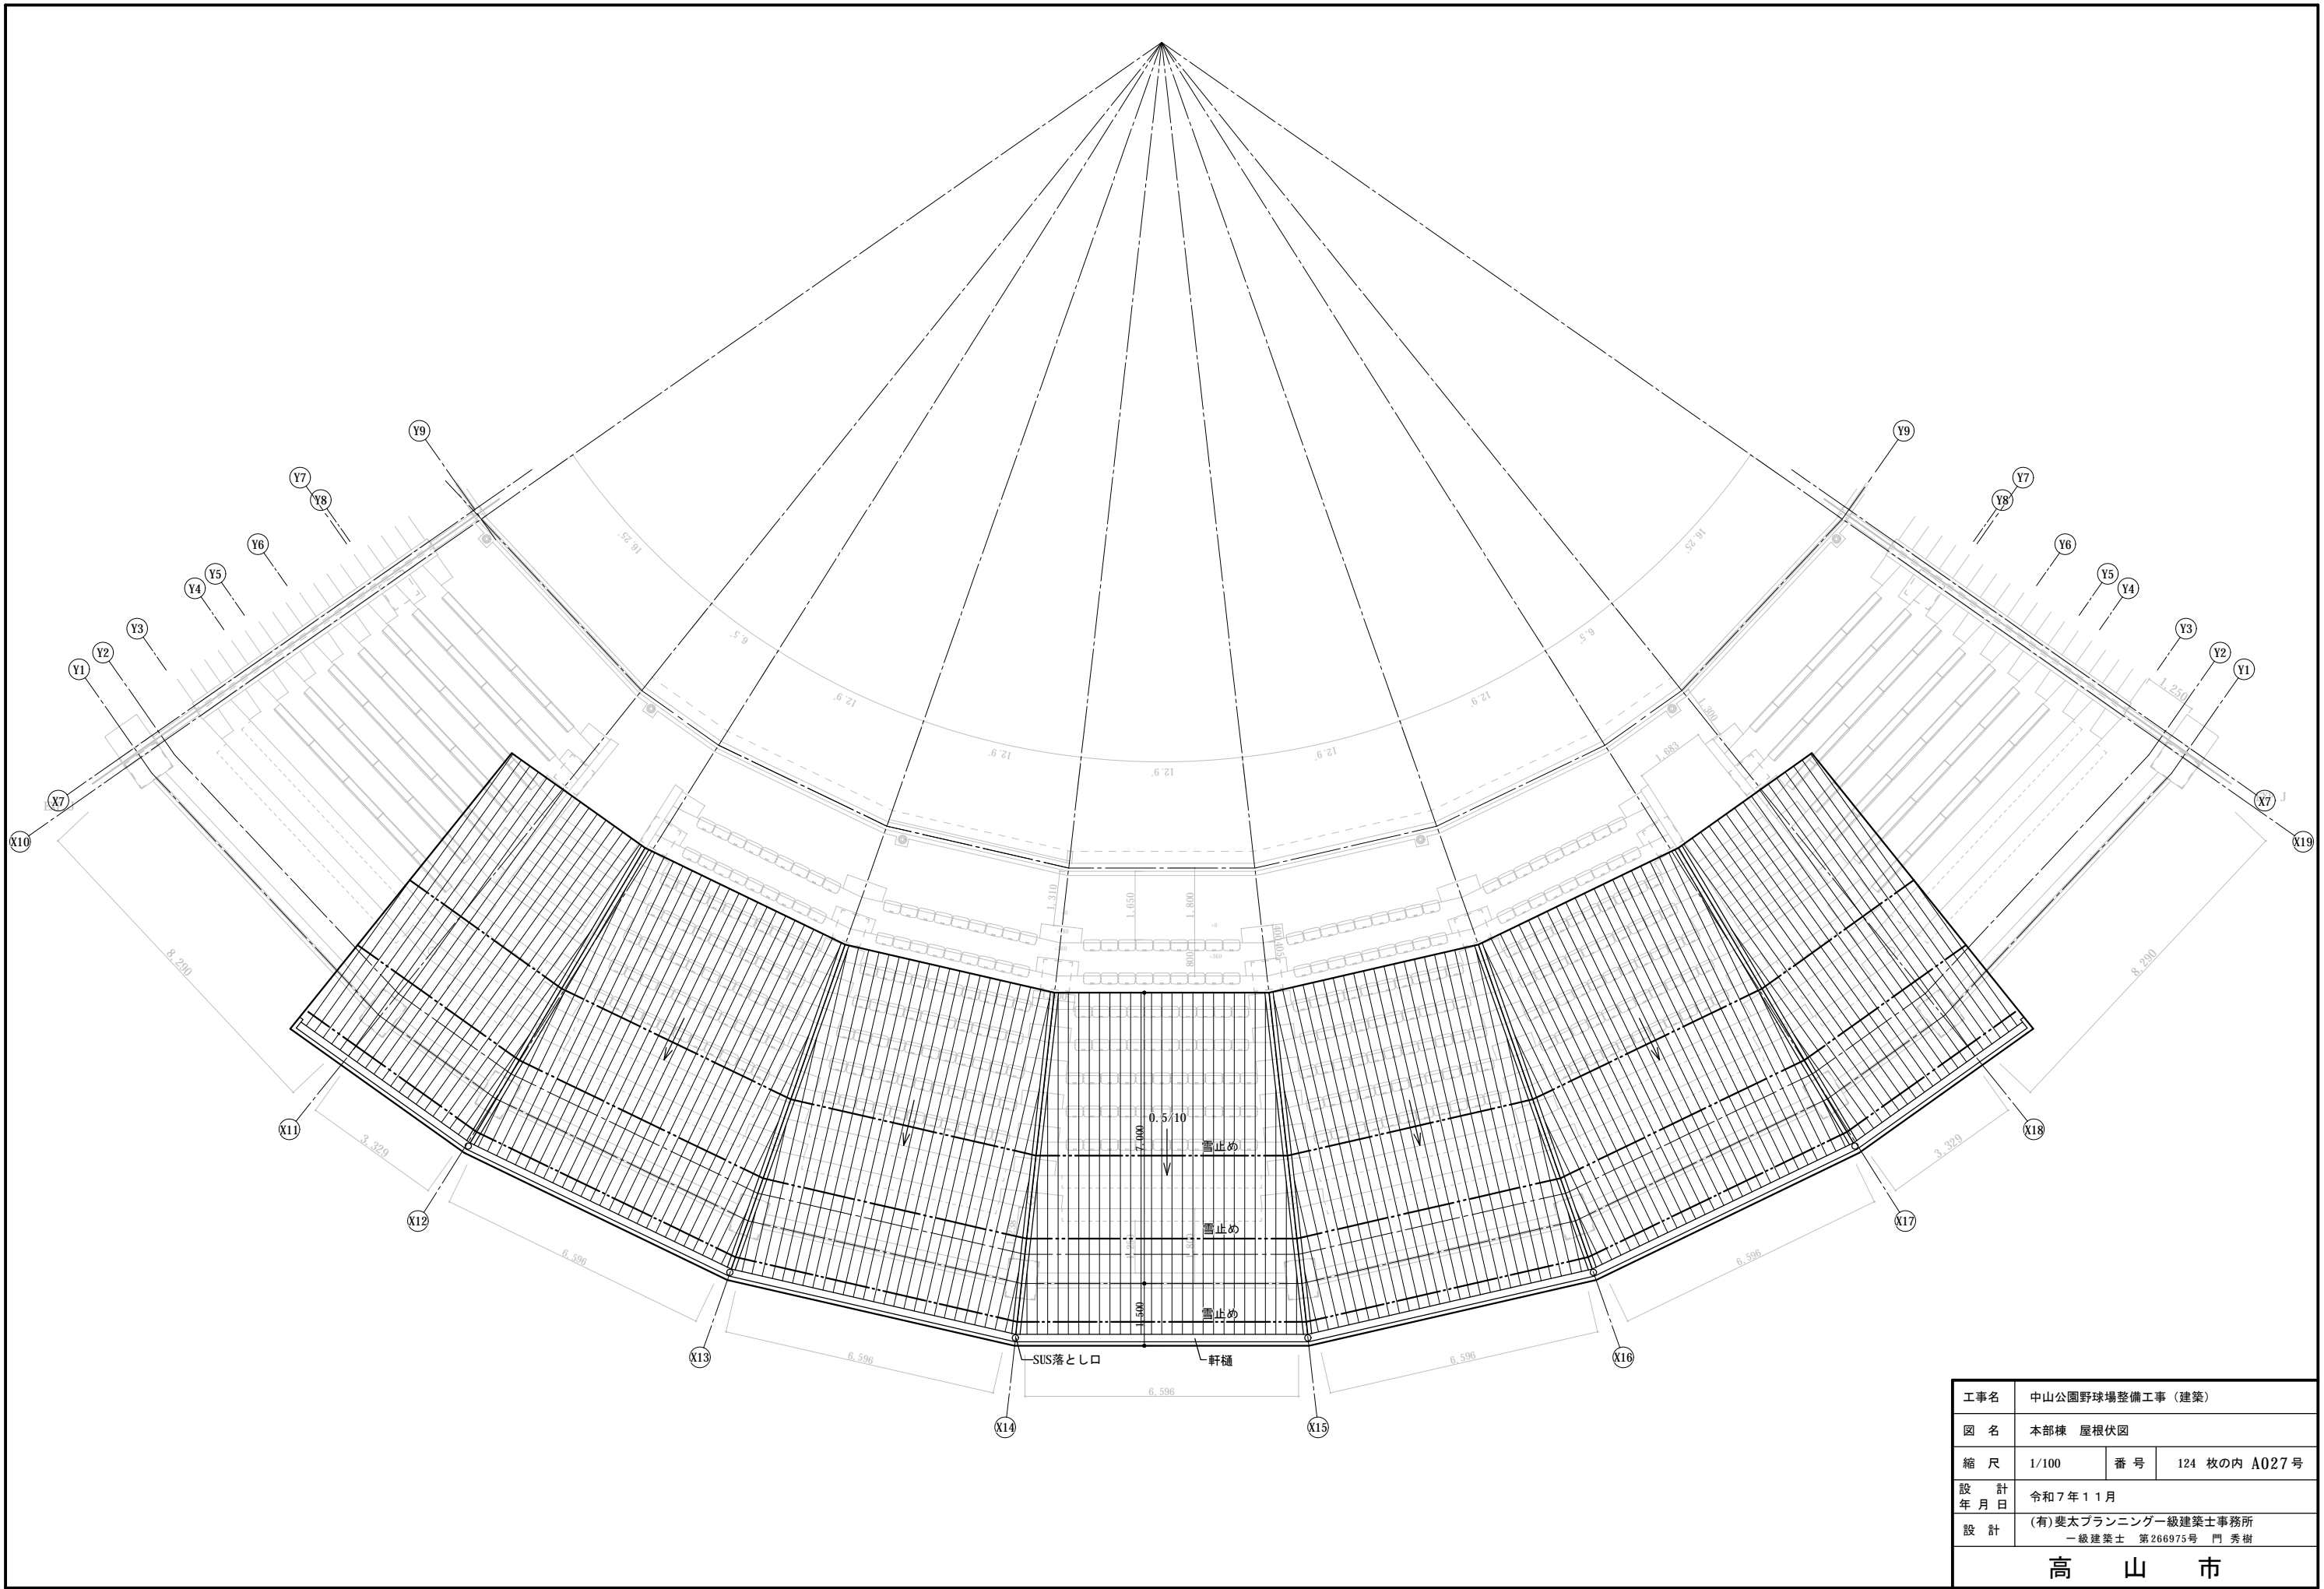 Y9
Y9
Y7
Y7
Y8
Y8
Y6
Y6
Y5
Y5
Y4
Y4
Y3
Y3
Y2
Y2
Y1
Y1
X7
X7
X10
X19
16.25°
16.25°
6.5°
6.5°
12.9°
12.9°
12.9°
12.9°
12.9°
1,250
1,300
1,683
1,310
1,650
1,800
800
8,290
8,290
0.5/10
7,000
雪止め
雪止め
雪止め
1,500
SUS落とし口
軒樋
3,329
3,329
6,596
6,596
6,596
6,596
6,596
X11
X18
X12
X17
X13
X16
X14
X15
工事名 中山公園野球場整備工事（建築）
図 名 本部棟 屋根伏図
縮 尺 1/100 番 号 124 枚の内 A027号
設 計
年 月 日 令和７年１１月
設 計 (有)斐太プランニング一級建築士事務所
一級建築士 第266975号 門 秀樹
高 山 市